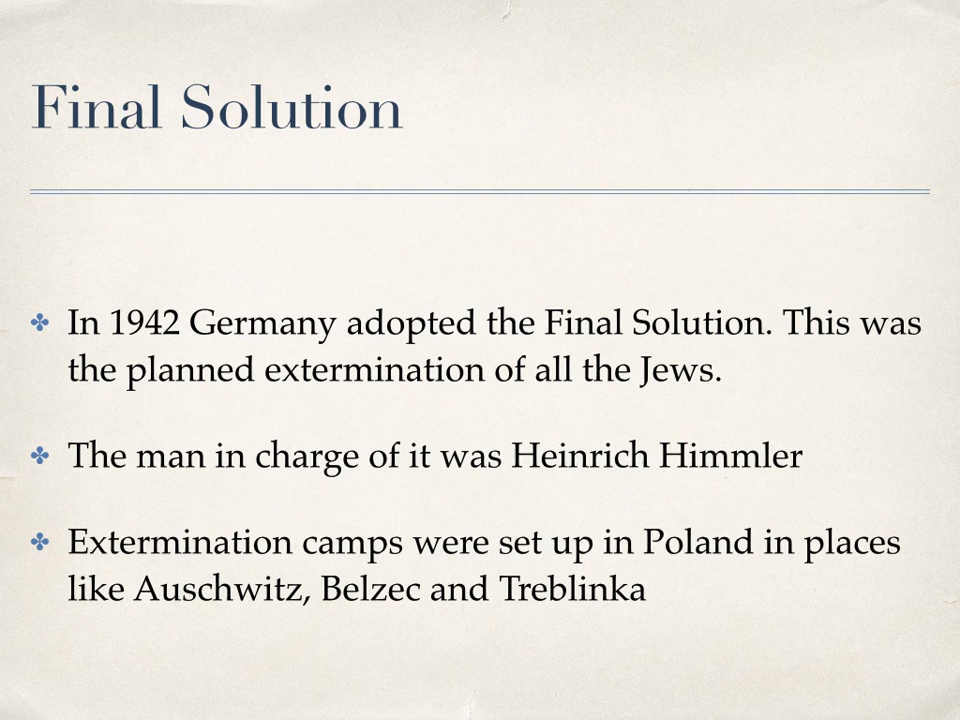 Final Solution
In 1942 Germany adopted the Final Solution. This was
the planned extermination of all the Jews.
The man in charge of it was Heinrich Himmler
Extermination camps were set up in Poland in places
like Auschwitz, Belzec and Treblinka